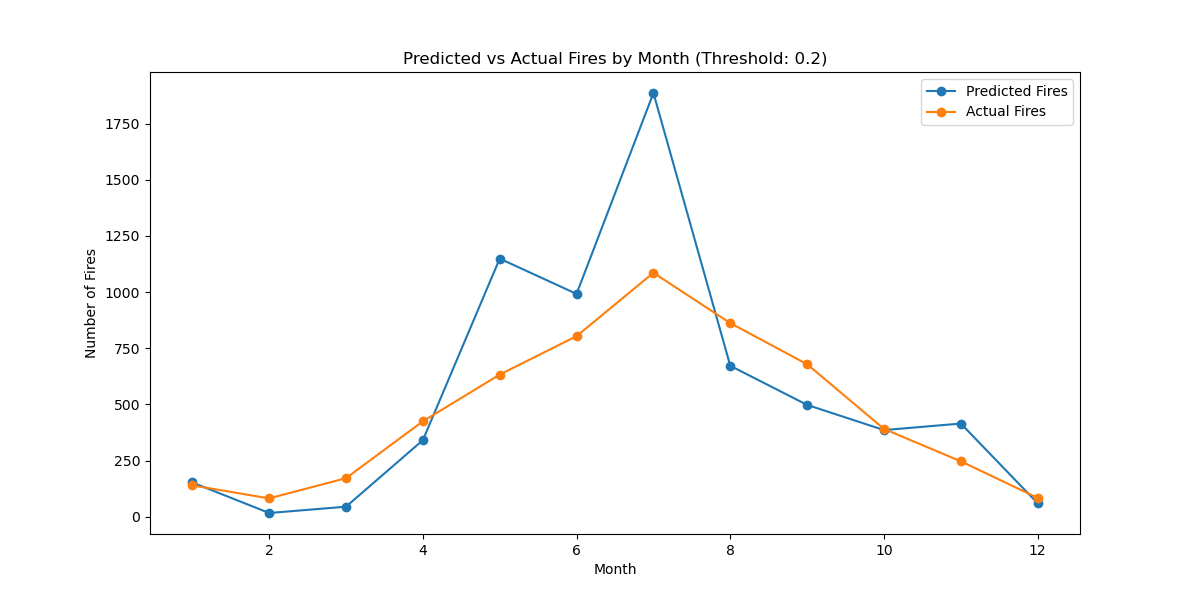 Predicted vs Actual Fires by Month (Threshold: 0.2)
Predicted Fires
Actual Fires
1750
1500
1250
1000
750
500
250
0
Number of Fires
2 4 6 8 10 12
Month